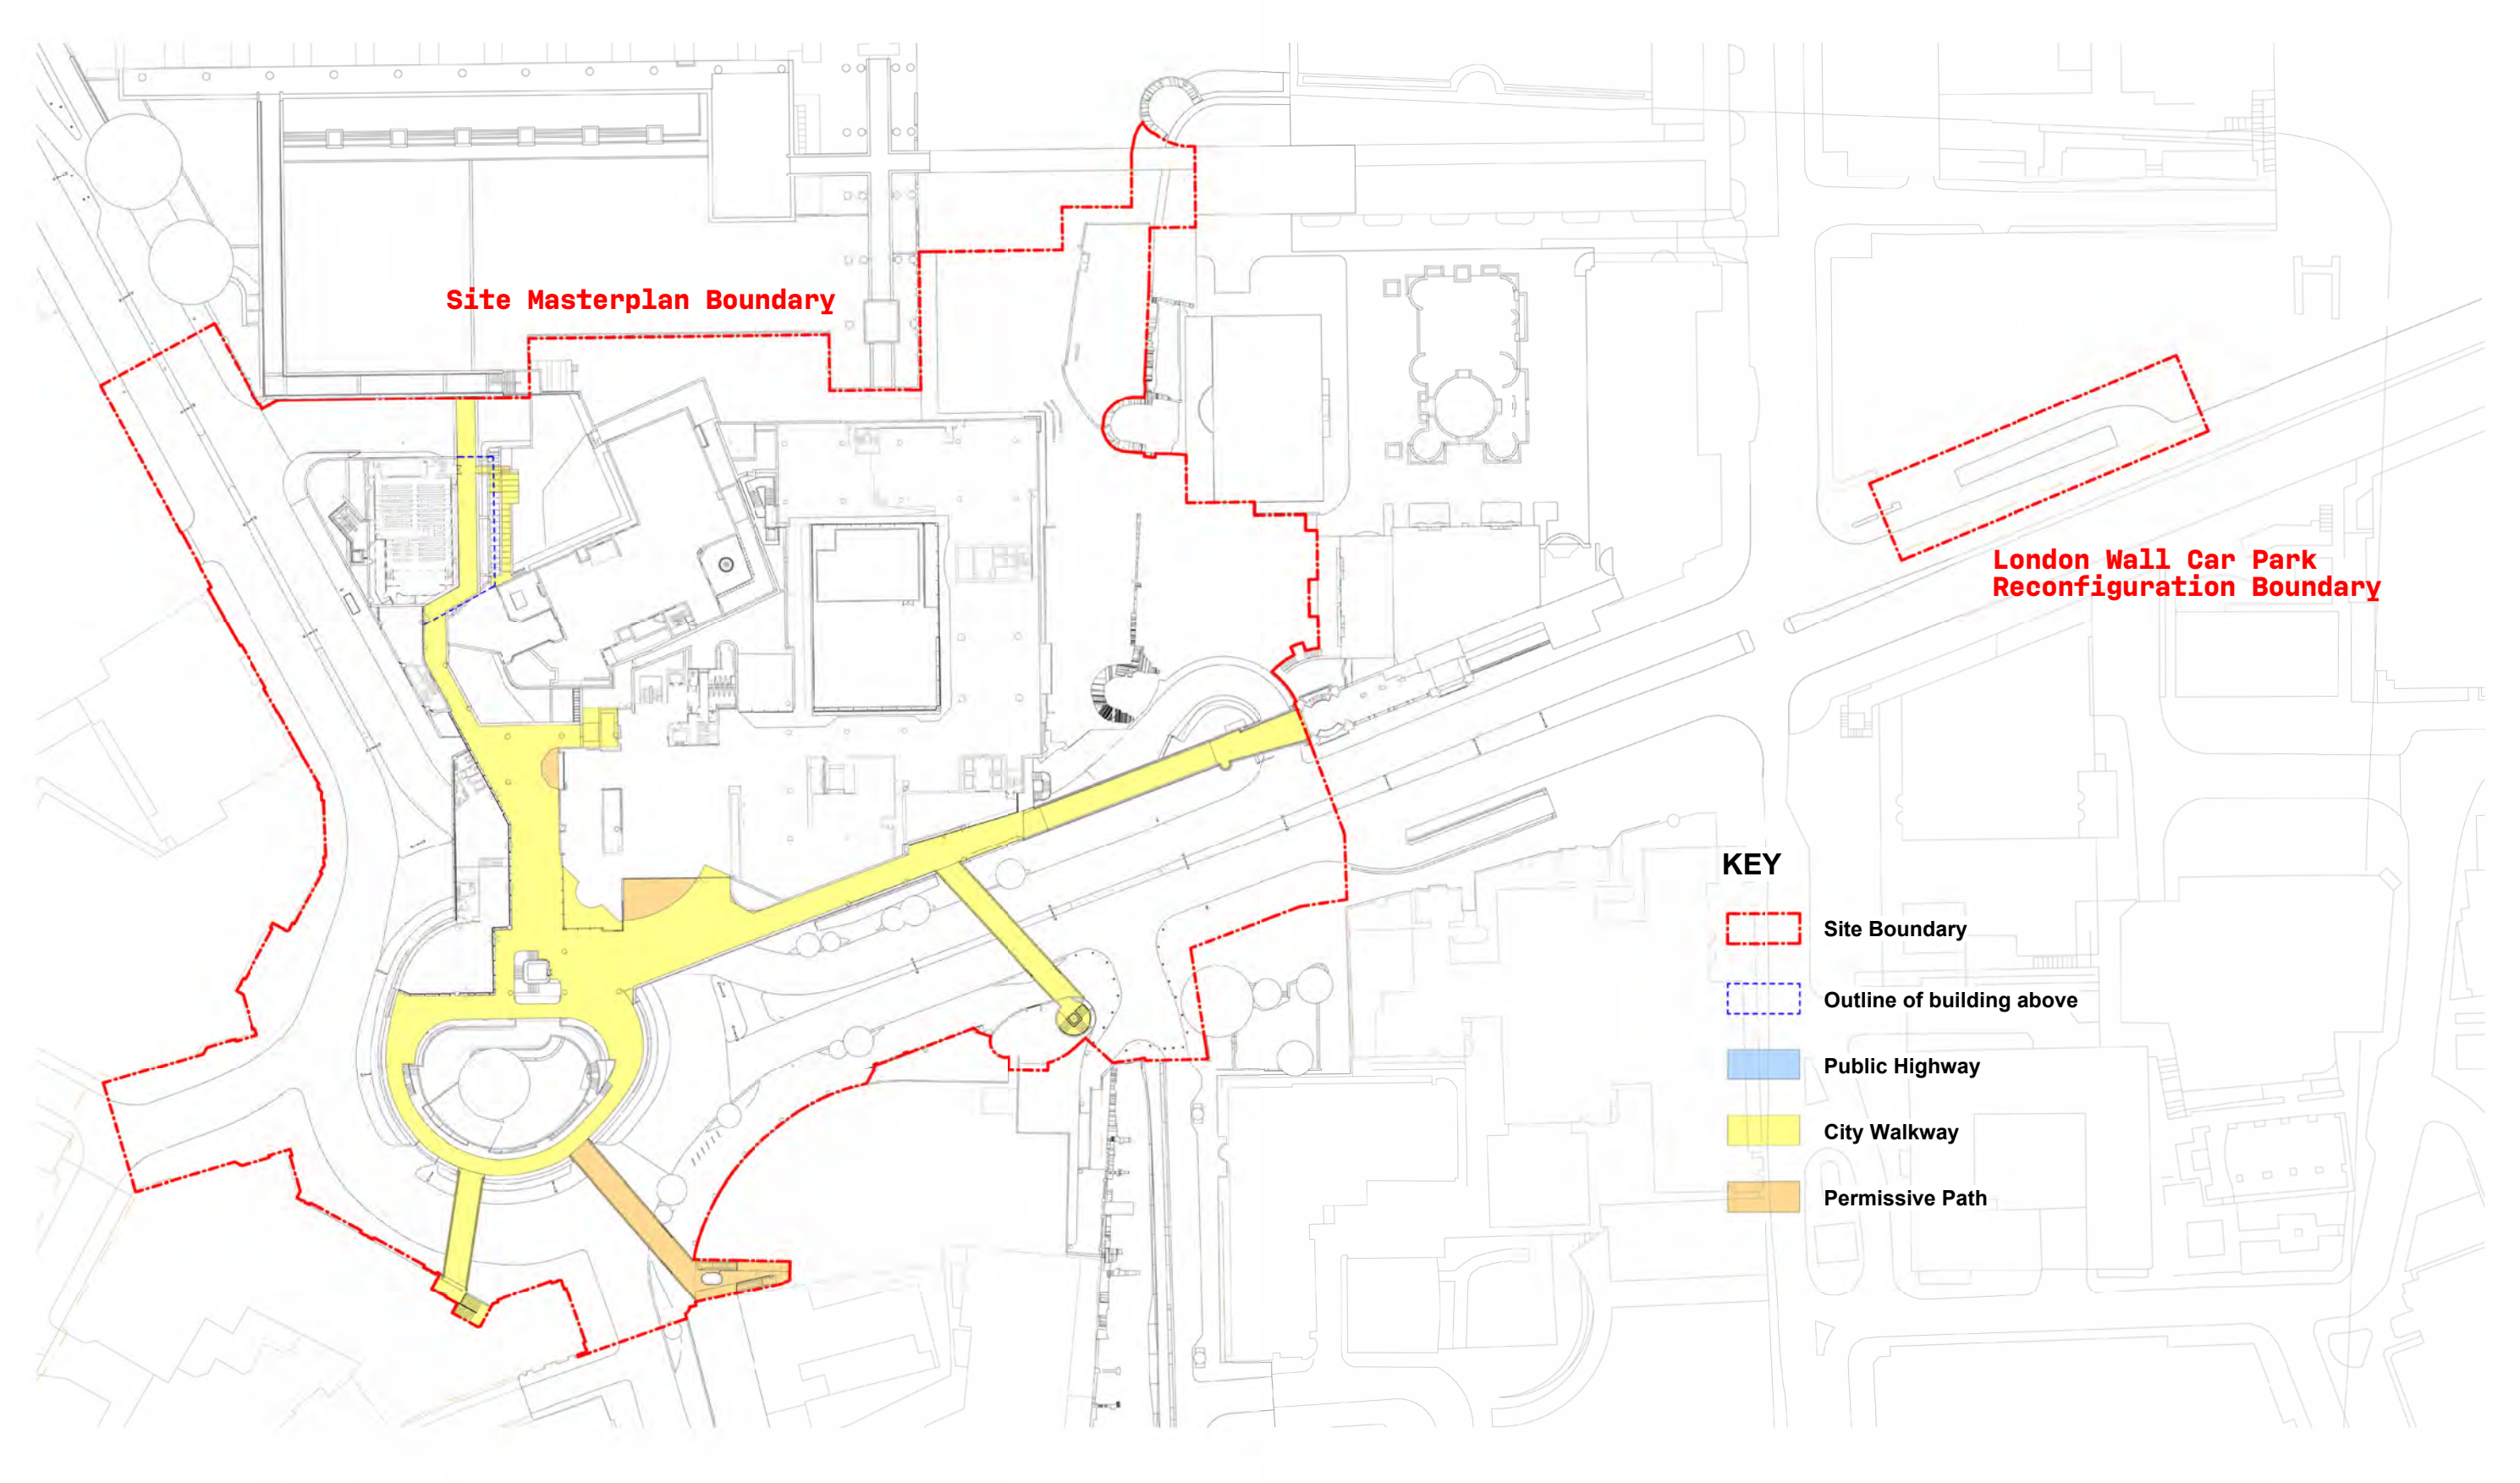 Site Masterplan Boundary
London Wall Car Park
Reconfiguration Boundary
KEY
Site Boundary
Outline of building above
Public Highway
City Walkway
Permissive Path